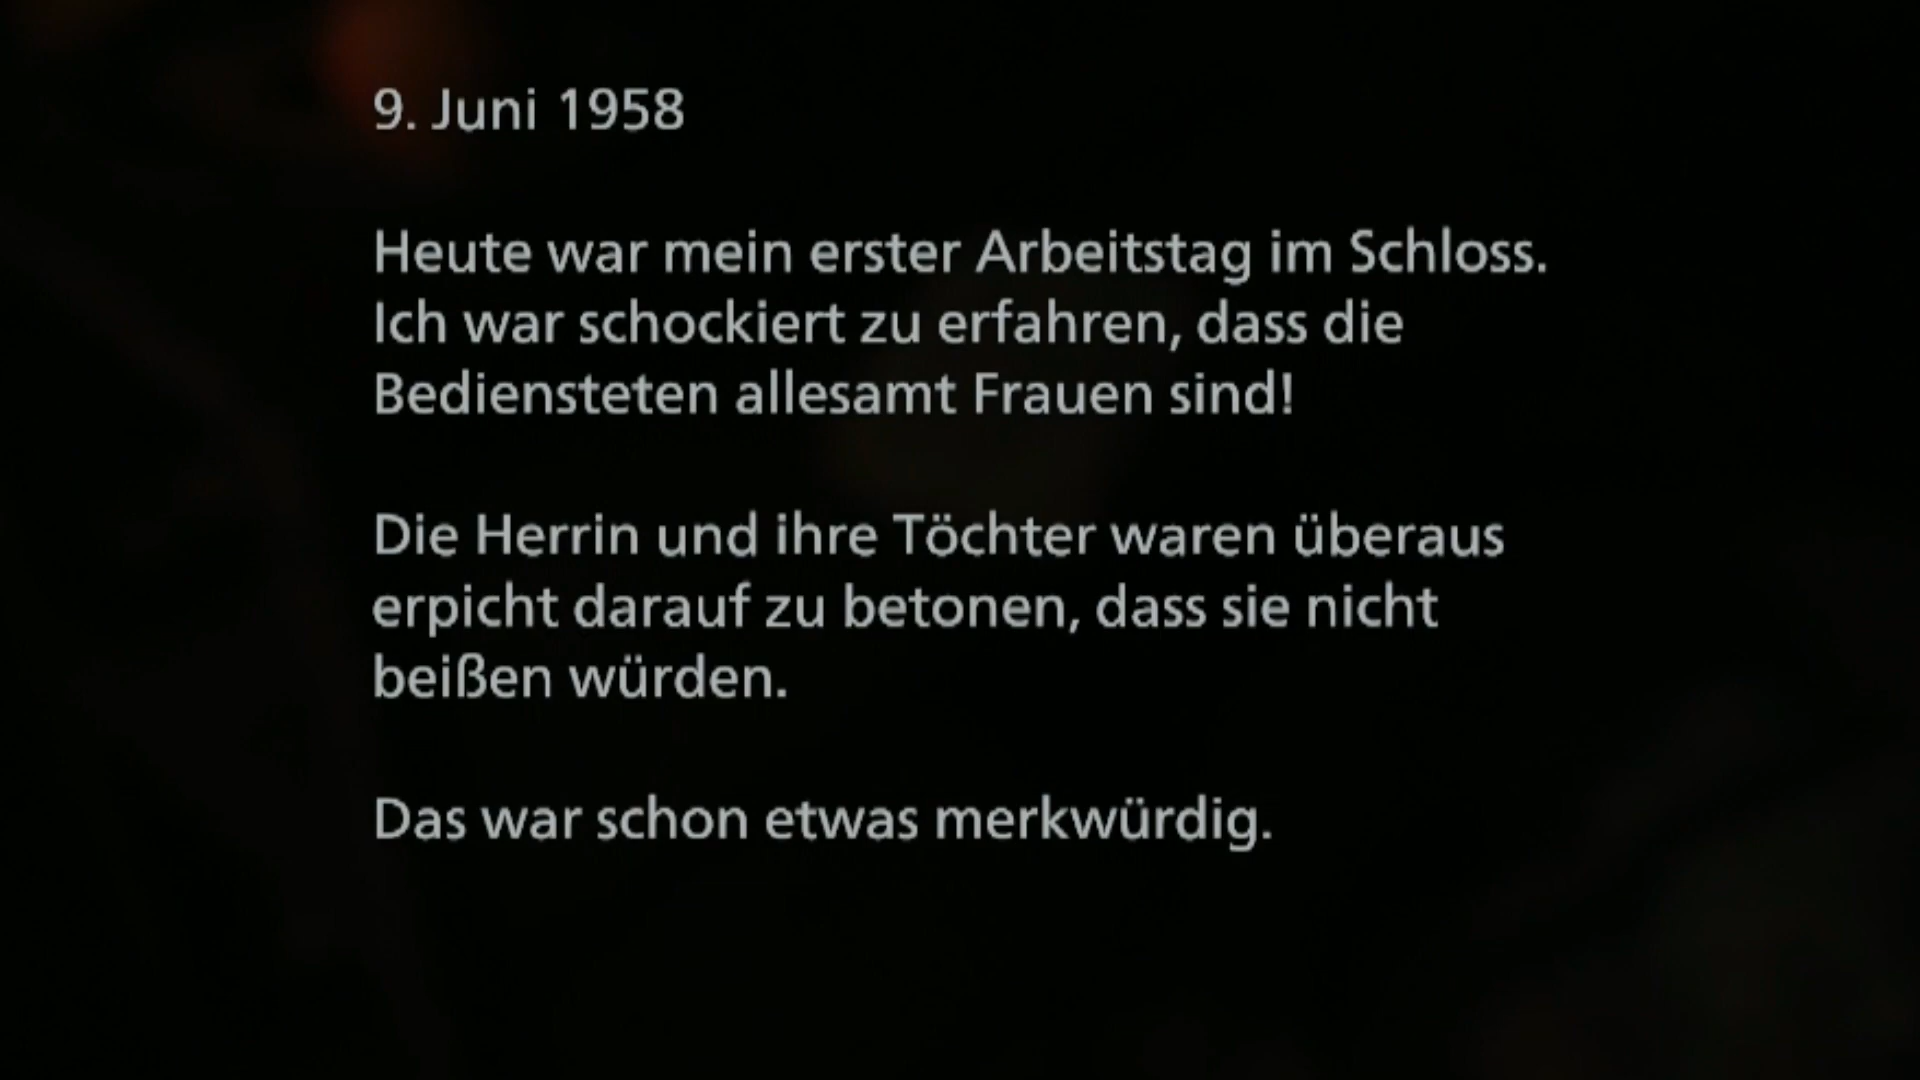 9. Juni 1958
Heute war mein erster Arbeitstag im Schloss.
Ich war schockiert zu erfahren, dass die
Bediensteten allesamt Frauen sind!
Die Herrin und ihre Töchter waren überaus
erpicht darauf zu betonen, dass sie nicht
beißen würden.
Das war schon etwas merkwürdig.